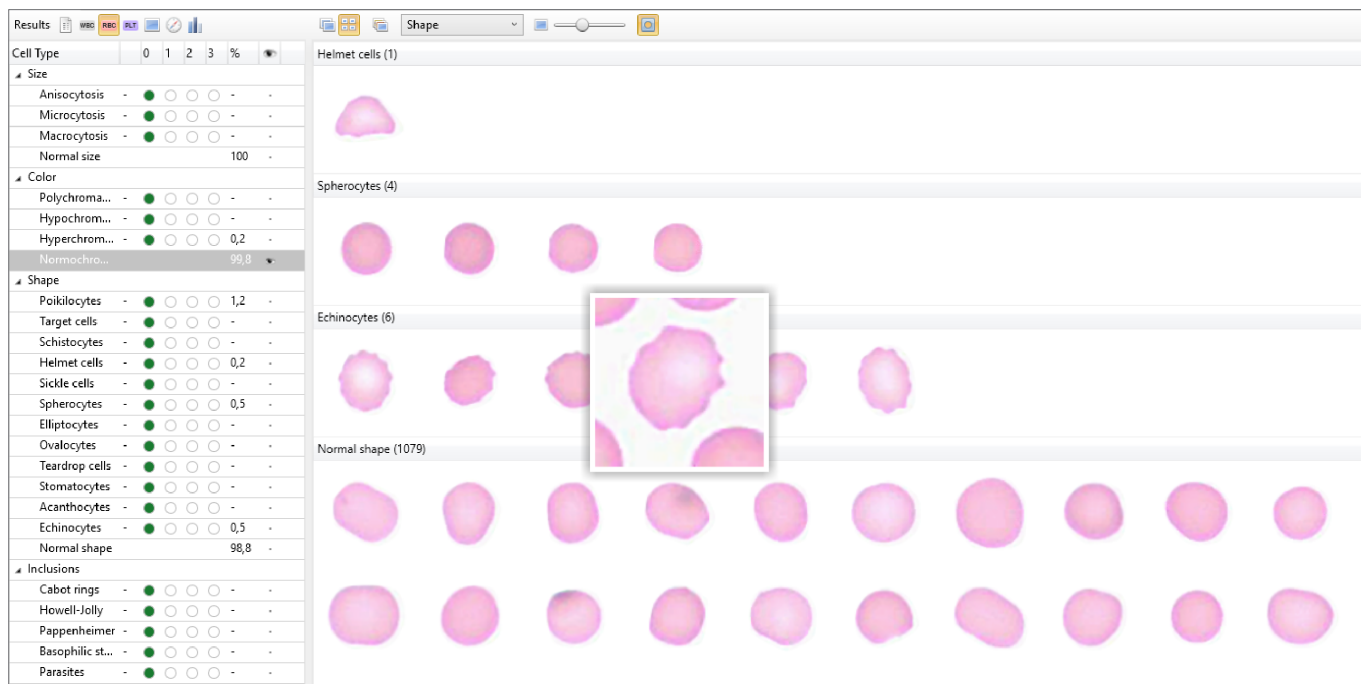 Results WBC RBC PLT Shape
Cell Type 0 1 2 3 %
Size
Anisocytosis - -
Microcytosis - -
Macrocytosis - -
Normal size 100
Color
Polychroma... - -
Hypochrom... - -
Hyperchrom... - 0,2
Normochro... 99,8
Shape
Poikilocytes - 1,2
Target cells - -
Schistocytes - -
Helmet cells - 0,2
Sickle cells - -
Spherocytes - 0,5
Elliptocytes - -
Ovalocytes - -
Teardrop cells - -
Stomatocytes - -
Acanthocytes - -
Echinocytes - 0,5
Normal shape 98,8
Inclusions
Cabot rings - -
Howell-Jolly - -
Pappenheimer - -
Basophilic st... - -
Parasites - -
Helmet cells (1)
Spherocytes (4)
Echinocytes (6)
Normal shape (1079)